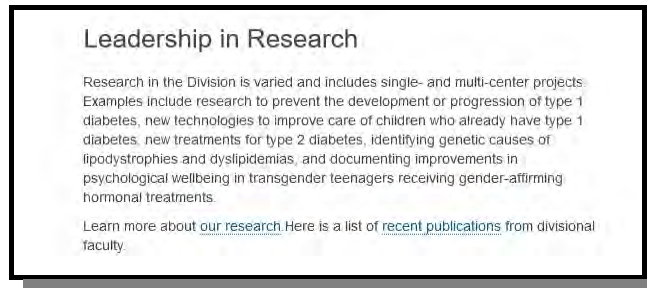 Leadership in Research
Research in the Division is varied and includes single- and multi-center projects.
Examples include research to prevent the development or progression of type 1
diabetes, new technologies to improve care of children who already have type 1
diabetes, new treatments for type 2 diabetes, identifying genetic causes of
lipodystrophies and dyslipidemias, and documenting improvements in
psychological wellbeing in transgender teenagers receiving gender-affirming
hormonal treatments.
Learn more about our research.Here is a list of recent publications from divisional
faculty.